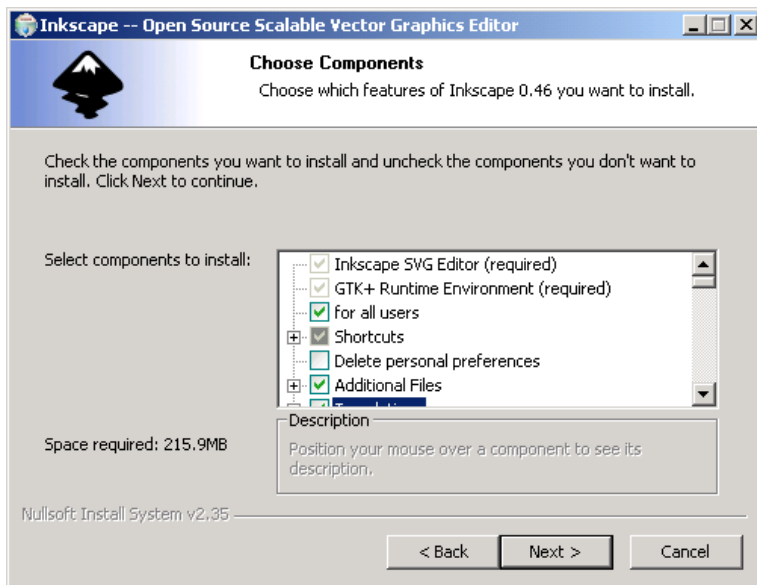 Inkscape -- Open Source Scalable Vector Graphics Editor
Choose Components
Choose which features of Inkscape 0.46 you want to install.
Check the components you want to install and uncheck the components you don't want to
install. Click Next to continue.
Select components to install:
Inkscape SVG Editor (required)
GTK+ Runtime Environment (required)
for all users
Shortcuts
Delete personal preferences
Additional Files
Description
Space required: 215.9MB
Position your mouse over a component to see its
description.
Nullsoft Install System v2.35
< Back
Next >
Cancel